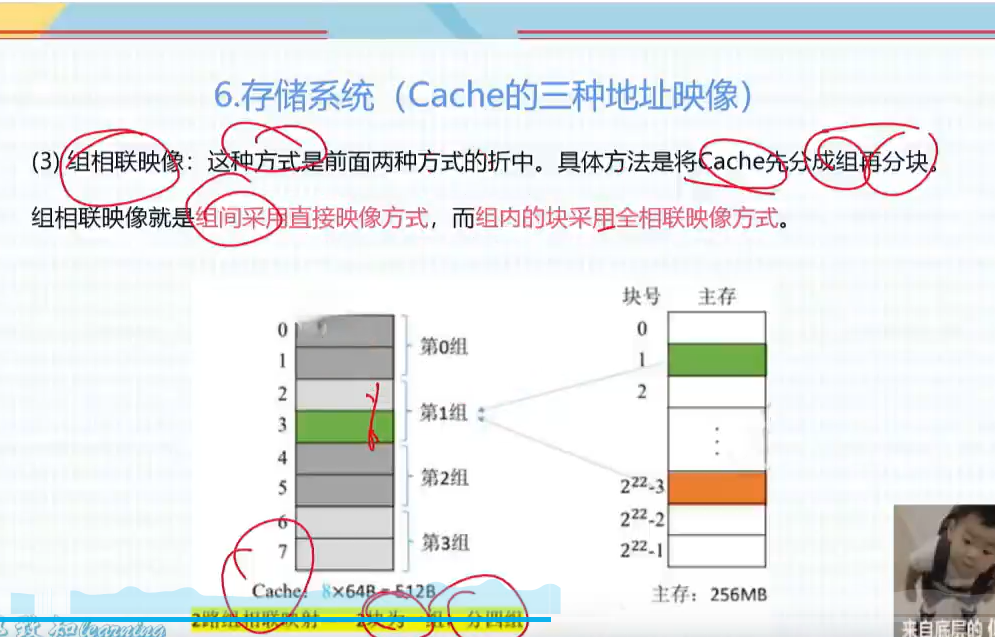 6.存储系统（Cache的三种地址映像）
(3) 组相联映像：这种方式是前面两种方式的折中。具体方法是将Cache先分成组再分块。
组相联映像就是组间采用直接映像方式，而组内的块采用全相联映像方式。
块号 主存
0
1
2
3
4
5
6
7
第0组
第1组
第2组
第3组
0
1
2
⋮
2²²-3
2²²-2
2²²-1
Cache：8×64B = 512B
主存：256MB
2路组相联映射 2块为一组，分四组
learning
来自底层的